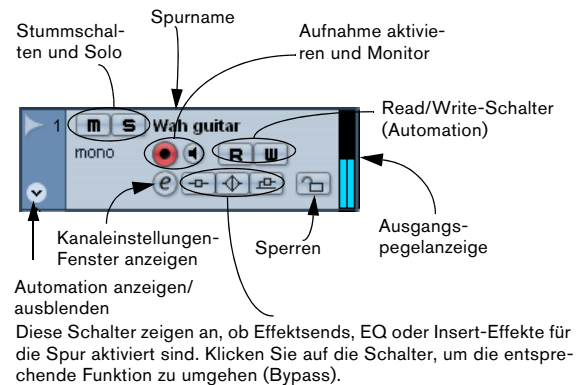 Spurname
Stummschal-
ten und Solo
Aufnahme aktivie-
ren und Monitor
1 m s Wah guitar
mono
R W
e
Read/Write-Schalter
(Automation)
Kanaleinstellungen-
Fenster anzeigen
Sperren
Ausgangs-
pegelanzeige
Automation anzeigen/
ausblenden
Diese Schalter zeigen an, ob Effektsends, EQ oder Insert-Effekte für
die Spur aktiviert sind. Klicken Sie auf die Schalter, um die entspre-
chende Funktion zu umgehen (Bypass).